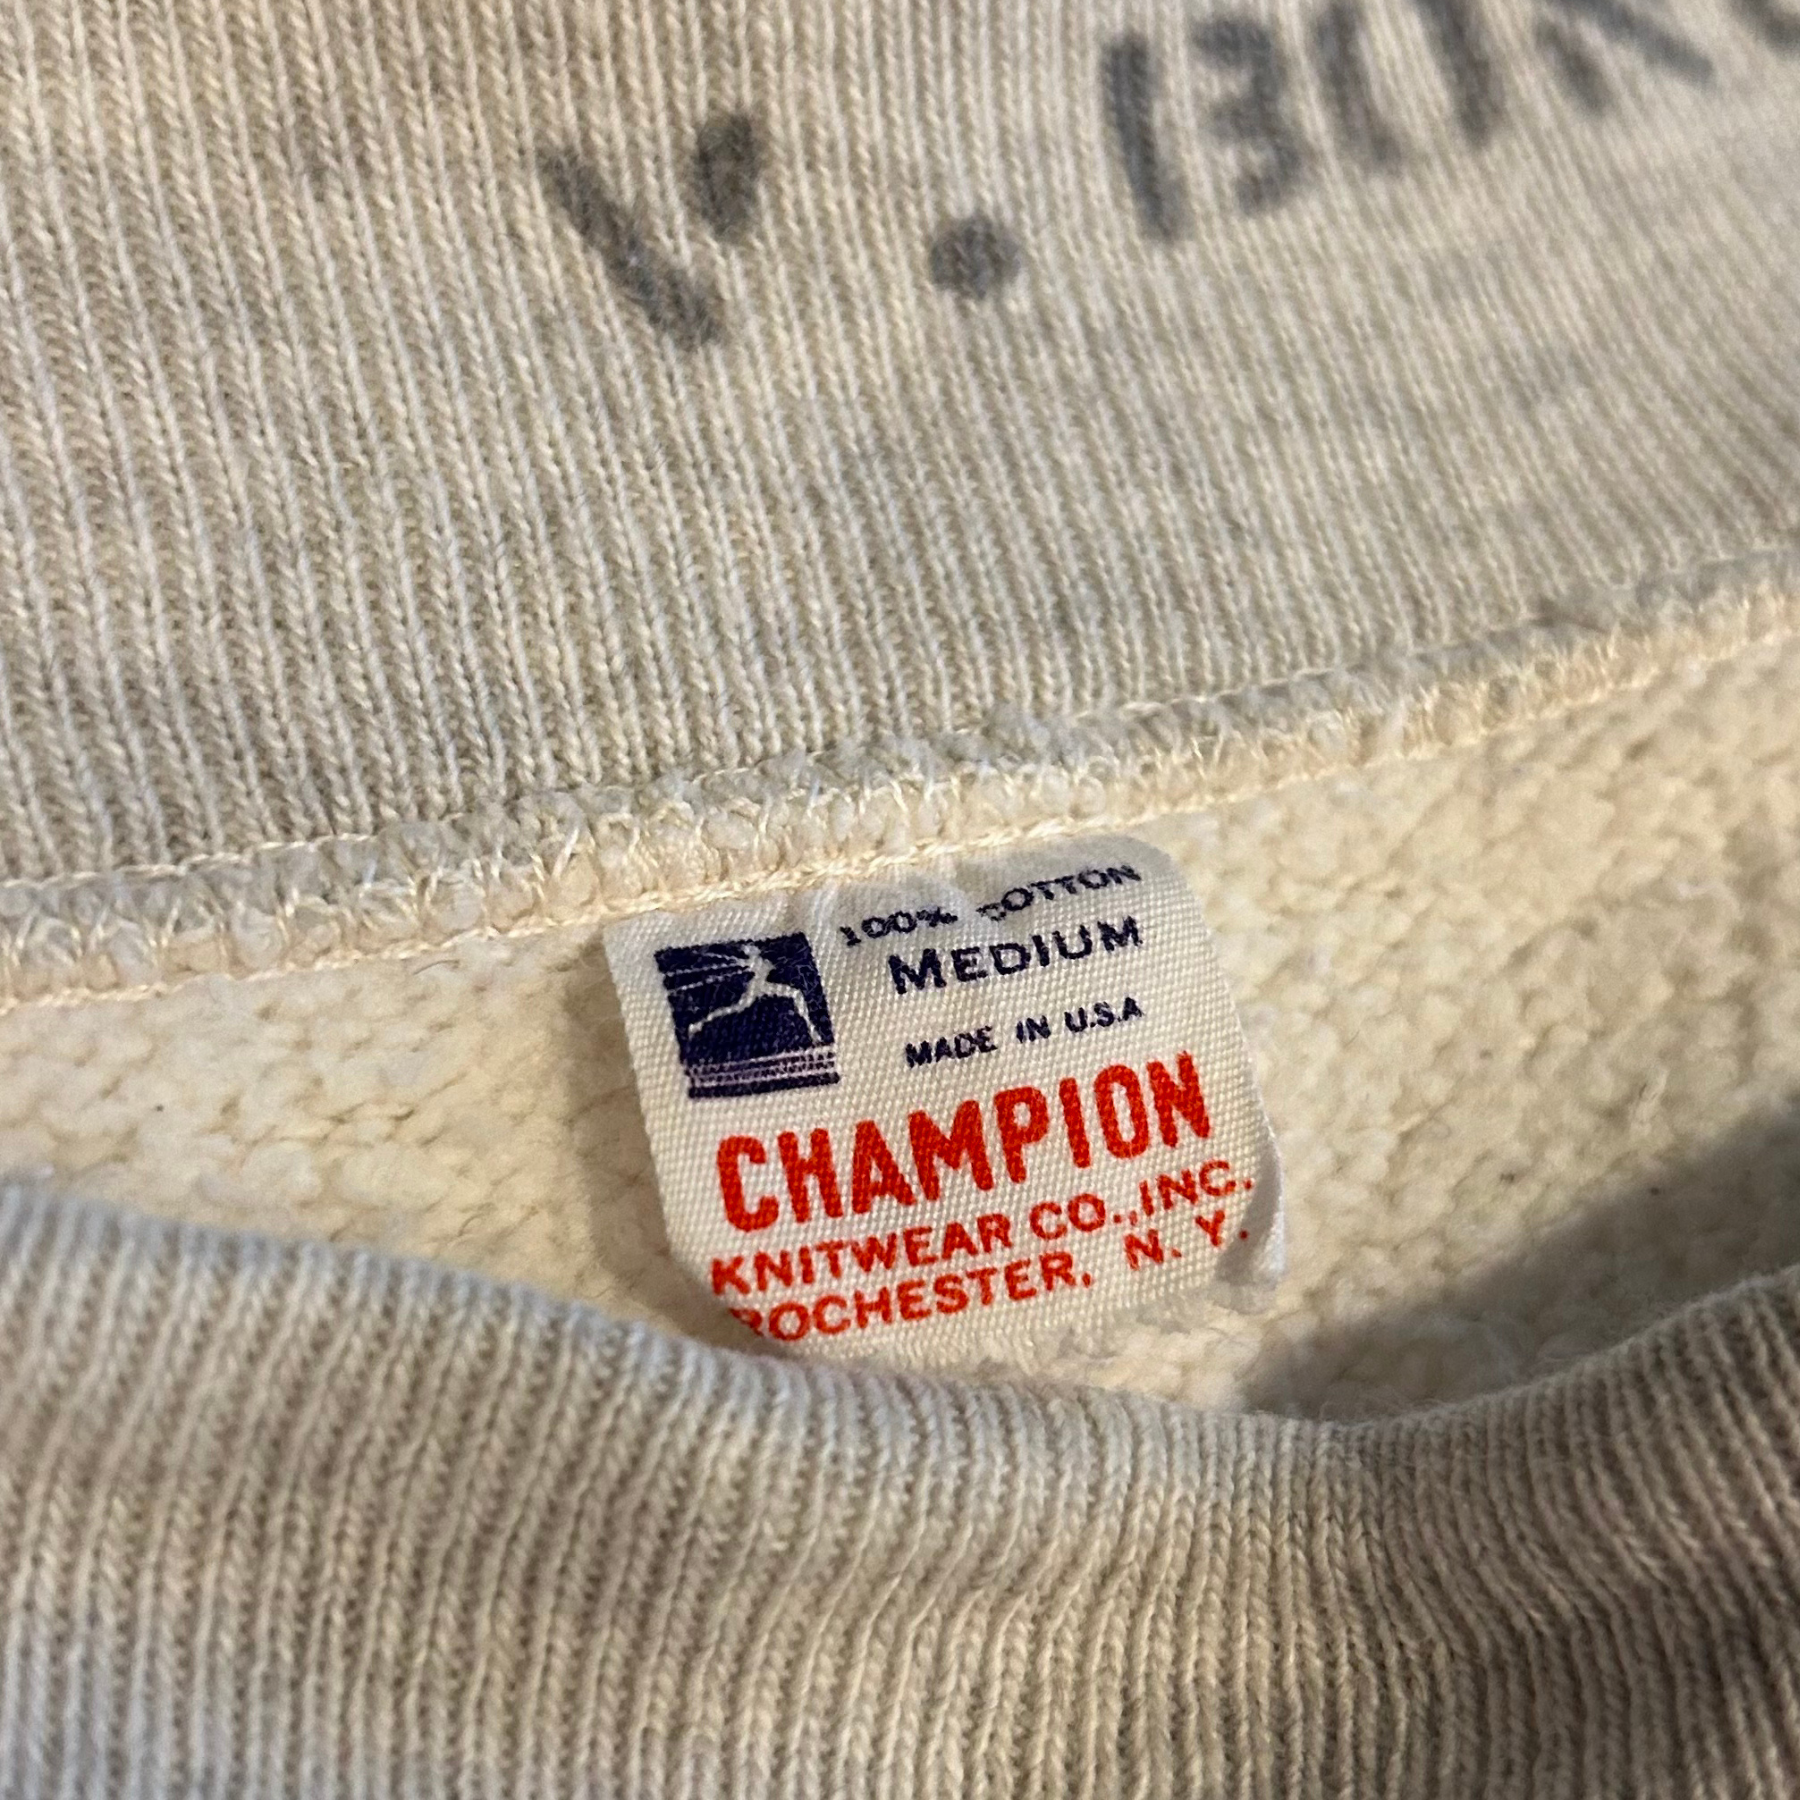 100% COTTON
MEDIUM
MADE IN U.S.A
CHAMPION
KNITWEAR CO., INC.
ROCHESTER, N. Y.